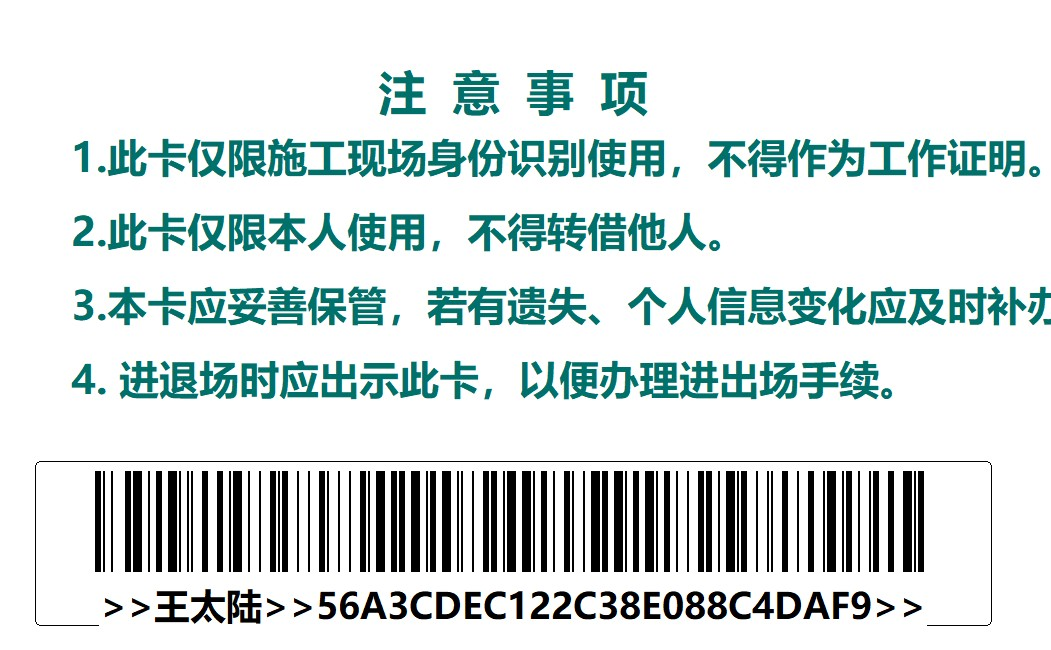 注 意 事 项
1.此卡仅限施工现场身份识别使用，不得作为工作证明。
2.此卡仅限本人使用，不得转借他人。
3.本卡应妥善保管，若有遗失、个人信息变化应及时补办
4. 进退场时应出示此卡，以便办理进出场手续。
>>王太陆>>56A3CDEC122C38E088C4DAF9>>